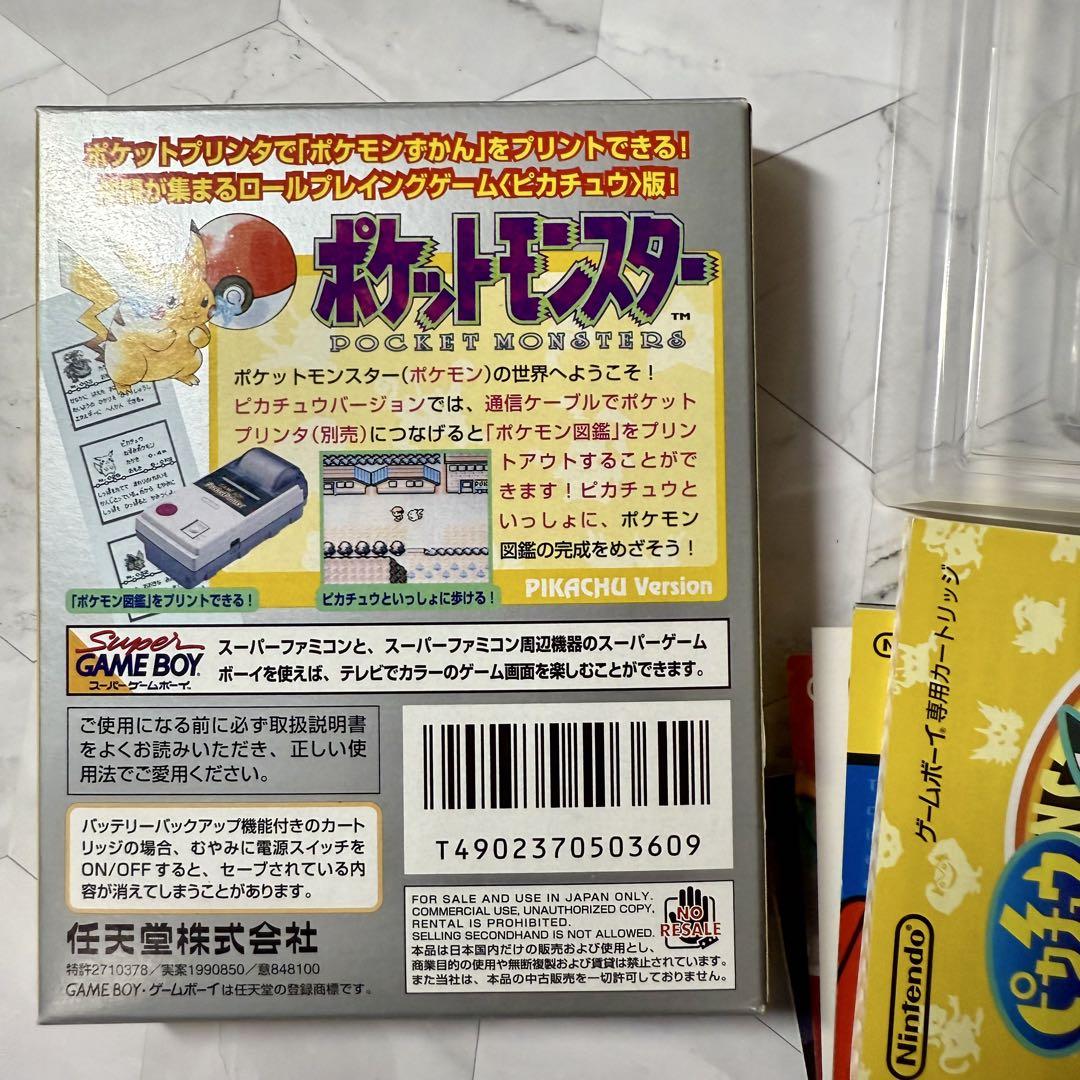 ポケットプリンタで「ポケモンずかん」をプリントできる!
が集まるロールプレイングゲーム〈ピカチュウ〉版!
ポケットモンスター™
POCKET MONSTERS
ポケットモンスター(ポケモン)の世界へようこそ!
ピカチュウバージョンでは、通信ケーブルでポケット
プリンタ(別売)につなげると「ポケモン図鑑」をプリン
トアウトすることがで
きます!ピカチュウと
いっしょに、ポケモン
図鑑の完成をめざそう!
PIKACHU Version
ピカチュウ
「ポケモン図鑑」をプリントできる!
ピカチュウといっしょに歩ける!
Super
GAME BOY
スーパーゲームボーイ
スーパーファミコンと、スーパーファミコン周辺機器のスーパーゲーム
ボーイを使えば、テレビでカラーのゲーム画面を楽しむことができます。
ご使用になる前に必ず取扱説明書
をよくお読みいただき、正しい使
用法でご愛用ください。
バッテリーバックアップ機能付きのカート
リッジの場合、むやみに電源スイッチを
ON/OFFすると、セーブされている内
容が消えてしまうことがあります。
任天堂株式会社
特許2710378/実案1990850/意848100
GAME BOY・ゲームボーイは任天堂の登録商標です。
T4902370503609
FOR SALE AND USE IN JAPAN ONLY.
COMMERCIAL USE, UNAUTHORIZED COPY,
RENTAL IS PROHIBITED.
SELLING SECONDHAND IS NOT ALLOWED.
NO
RESALE
本品は日本国内だけの販売および使用とし、
商業目的の使用や無断複製および賃貸は禁止されています。
また当社は、本品の中古販売を一切許可しておりません。
ゲームボーイ専用カートリッジ
Nintendo
ピカチュウ